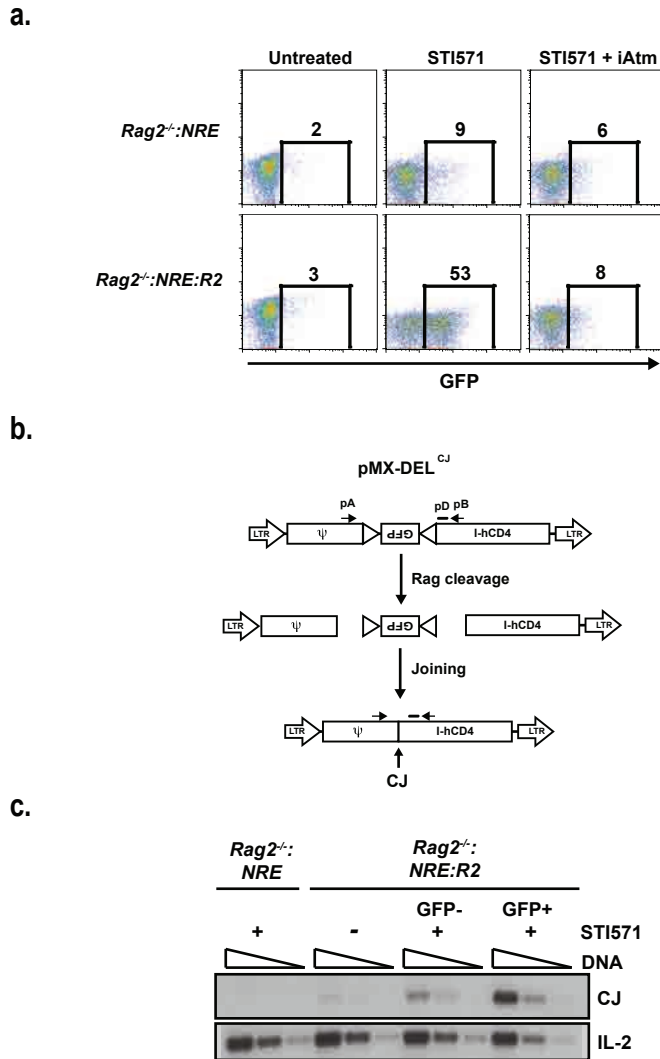 a.
Untreated STI571 STI571 + iAtm
Rag2-/-:NRE 2 9 6
Rag2-/-:NRE:R2 3 53 8
GFP
b.
pMX-DEL CJ
pA pD pB
LTR ψ GFP I-hCD4 LTR
Rag cleavage
LTR ψ GFP I-hCD4 LTR
Joining
LTR ψ I-hCD4 LTR
CJ
c.
Rag2-/-: Rag2-/-:
NRE NRE:R2
GFP- GFP+
+ - + + STI571
DNA
CJ
IL-2